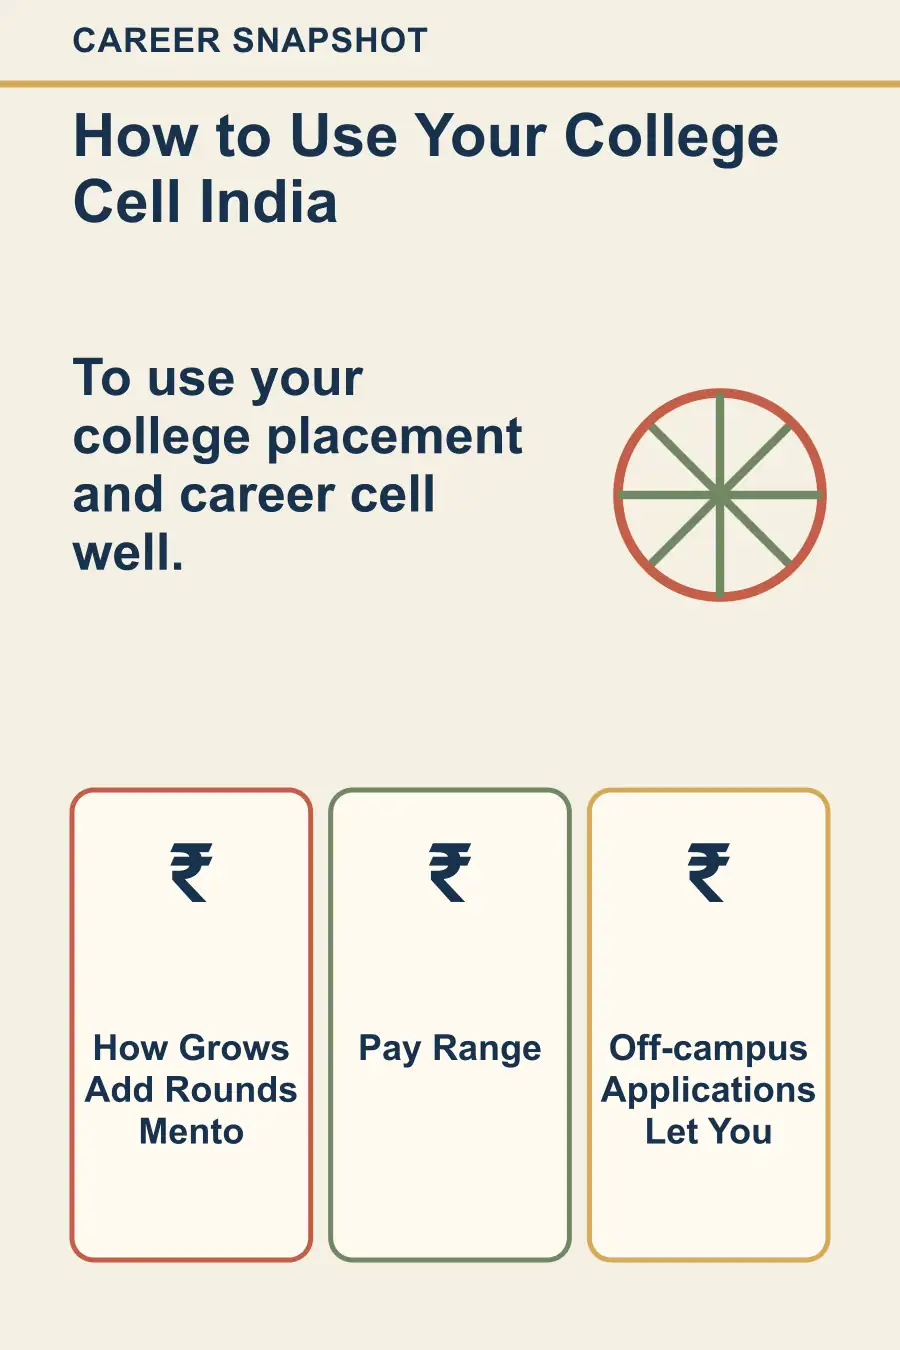 CAREER SNAPSHOT
How to Use Your College
Cell India
To use your
college placement
and career cell
well.
₹
How Grows
Add Rounds
Mento
₹
Pay Range
₹
Off-campus
Applications
Let You